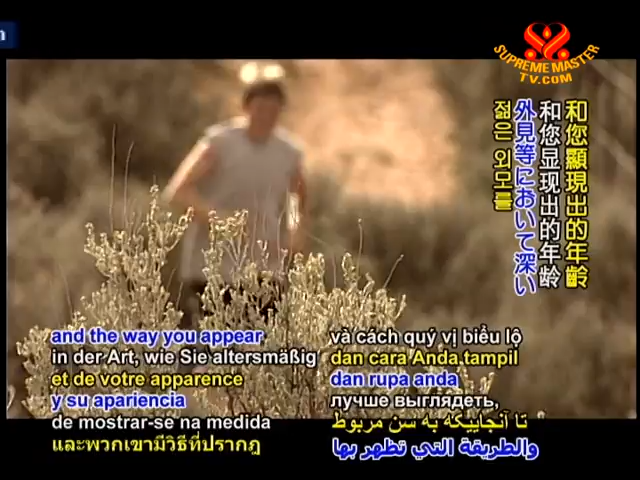 n
SUPREME MASTER
TV.COM
和您顯現出的年齡
和您显现出的年龄
外見等において深い
젊은 외모를
and the way you appear
in der Art, wie Sie altersmäßig
et de votre apparence
y su apariencia
de mostrar-se na medida
และพวกเขามีวิธีที่ปรากฎ
và cách quý vị biểu lộ
dan cara Anda tampil
dan rupa anda
лучше выглядеть,
تا آنجاییکه به سن مربوط
والطريقة التي تظهر بها